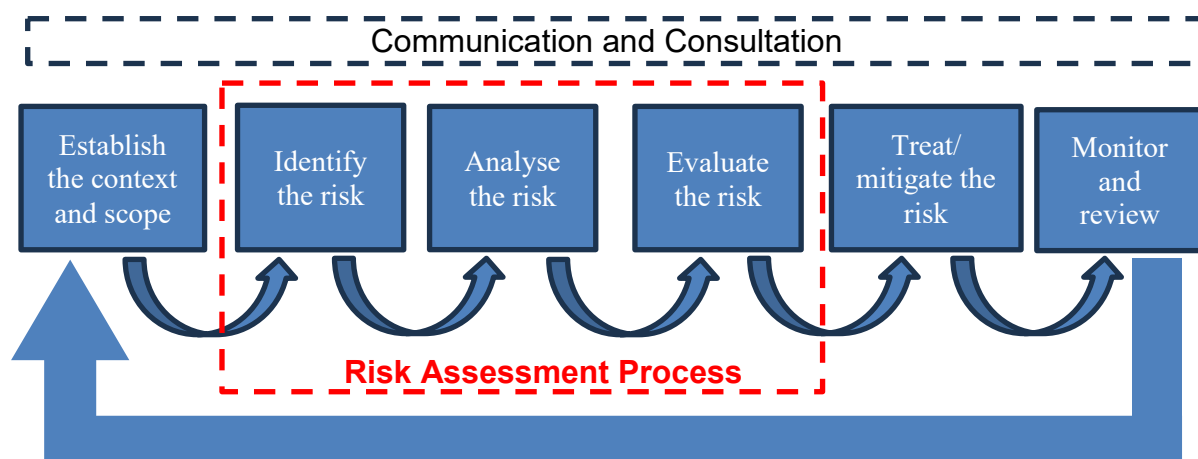 Communication and Consultation
Establish
the context
and scope
Identify
the risk
Analyse
the risk
Evaluate
the risk
Treat/
mitigate the
risk
Monitor
and
review
Risk Assessment Process